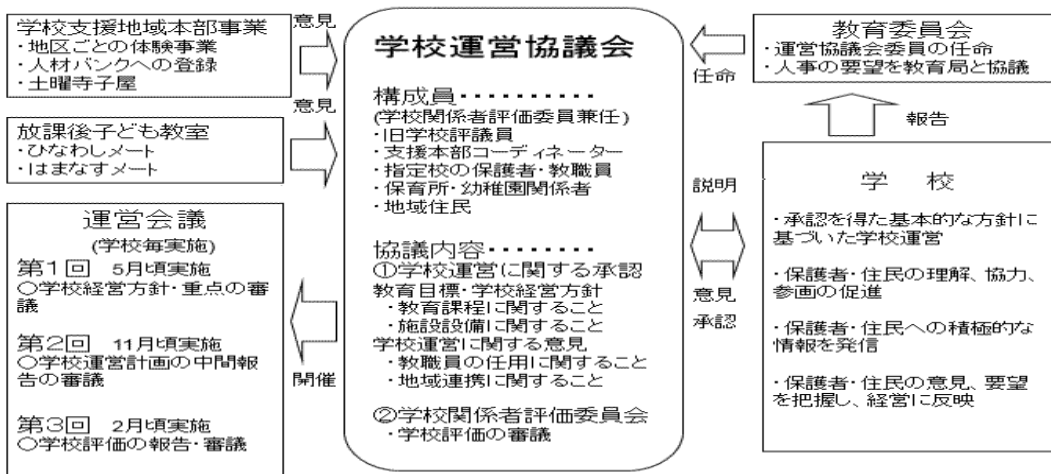 学校支援地域本部事業
・地区ごとの体験事業
・人材バンクへの登録
・土曜寺子屋
意見
放課後子ども教室
・ひなわしメート
・はまなすメート
意見
運営会議
(学校毎実施)
第1回 5月頃実施
○学校経営方針・重点の審
議
第2回 11月頃実施
○学校運営計画の中間報
告の審議
第3回 2月頃実施
○学校評価の報告・審議
開催
学校運営協議会
構成員・・・・・・・・・・
(学校関係者評価委員兼任)
・旧学校評議員
・支援本部コーディネーター
・指定校の保護者・教職員
・保育所・幼稚園関係者
・地域住民
協議内容・・・・・・・・
①学校運営に関する承認
教育目標・学校経営方針
・教育課程に関すること
・施設設備に関すること
学校運営に関する意見
・教職員の任用に関すること
・地域連携に関すること
②学校関係者評価委員会
・学校評価の審議
任命
教育委員会
・運営協議会委員の任命
・人事の要望を教育局と協議
報告
説明
意見
承認
学 校
・承認を得た基本的な方針に
基づいた学校運営
・保護者・住民の理解、協力、
参画の促進
・保護者・住民への積極的な
情報を発信
・保護者・住民の意見、要望
を把握し、経営に反映